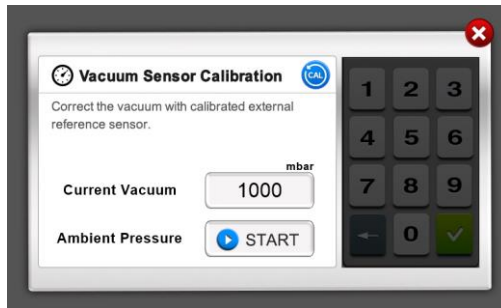 Vacuum Sensor Calibration
CAL
Correct the vacuum with calibrated external
reference sensor.
mbar
Current Vacuum 1000
Ambient Pressure START
1 2 3
4 5 6
7 8 9
0